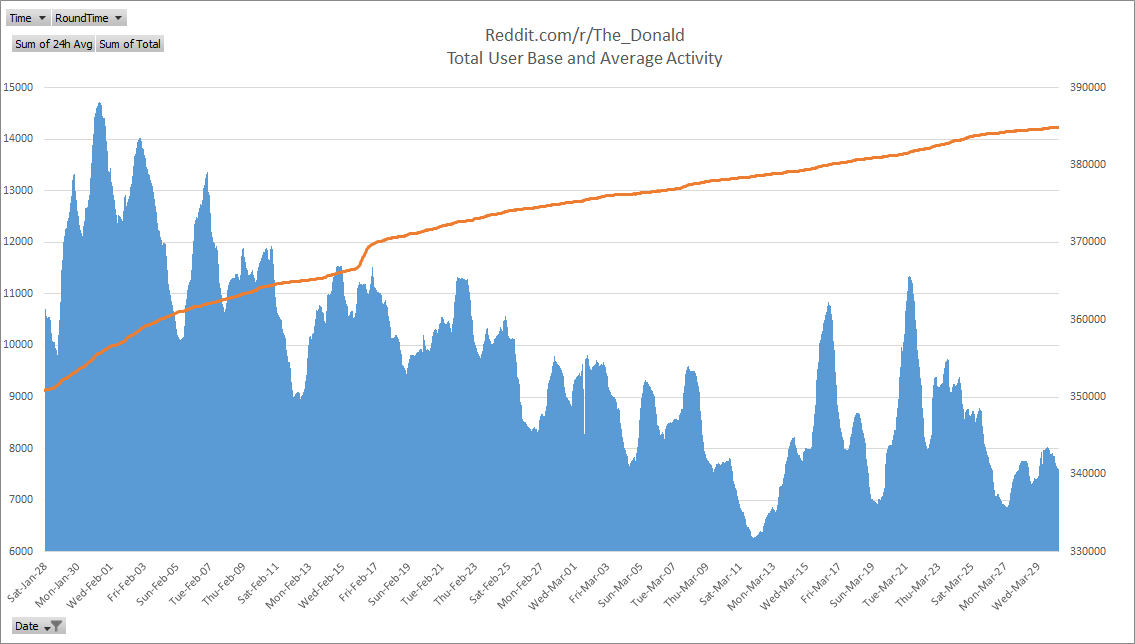 Time RoundTime
Sum of 24h Avg Sum of Total
Reddit.com/r/The_Donald
Total User Base and Average Activity
15000
14000
13000
12000
11000
10000
9000
8000
7000
6000
390000
380000
370000
360000
350000
340000
330000
Sat-Jan-28
Mon-Jan-30
Wed-Feb-01
Fri-Feb-03
Sun-Feb-05
Tue-Feb-07
Thu-Feb-09
Sat-Feb-11
Mon-Feb-13
Wed-Feb-15
Fri-Feb-17
Sun-Feb-19
Tue-Feb-21
Thu-Feb-23
Sat-Feb-25
Mon-Feb-27
Wed-Mar-01
Fri-Mar-03
Sun-Mar-05
Tue-Mar-07
Thu-Mar-09
Sat-Mar-11
Mon-Mar-13
Wed-Mar-15
Fri-Mar-17
Sun-Mar-19
Tue-Mar-21
Thu-Mar-23
Sat-Mar-25
Mon-Mar-27
Wed-Mar-29
Date